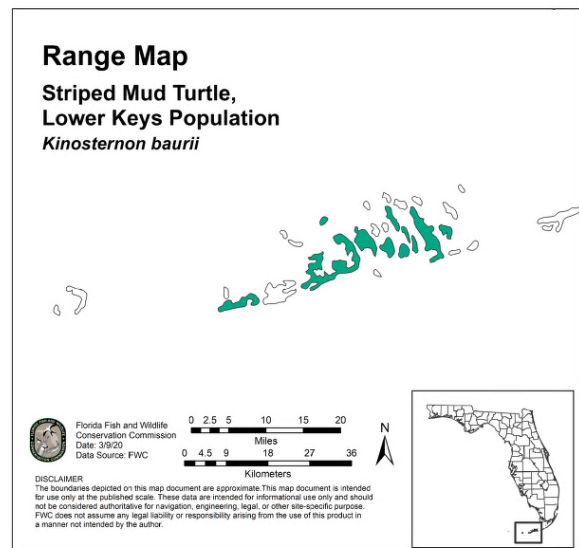 Range Map
Striped Mud Turtle,
Lower Keys Population
Kinosternon baurii
Florida Fish and Wildlife
Conservation Commission
Date: 3/9/20
Data Source: FWC
0 2.5 5 10 15 20
Miles
0 4.5 9 18 27 36
Kilometers
N
DISCLAIMER
The boundaries depicted on this map document are approximate.This map document is intended
for use only at the published scale. These data are intended for informational use only and should
not be considered authoritative for navigation, engineering, legal, or other site-specific purpose.
FWC does not assume any legal liability or responsibility arising from the use of this product in
a manner not intended by the author.